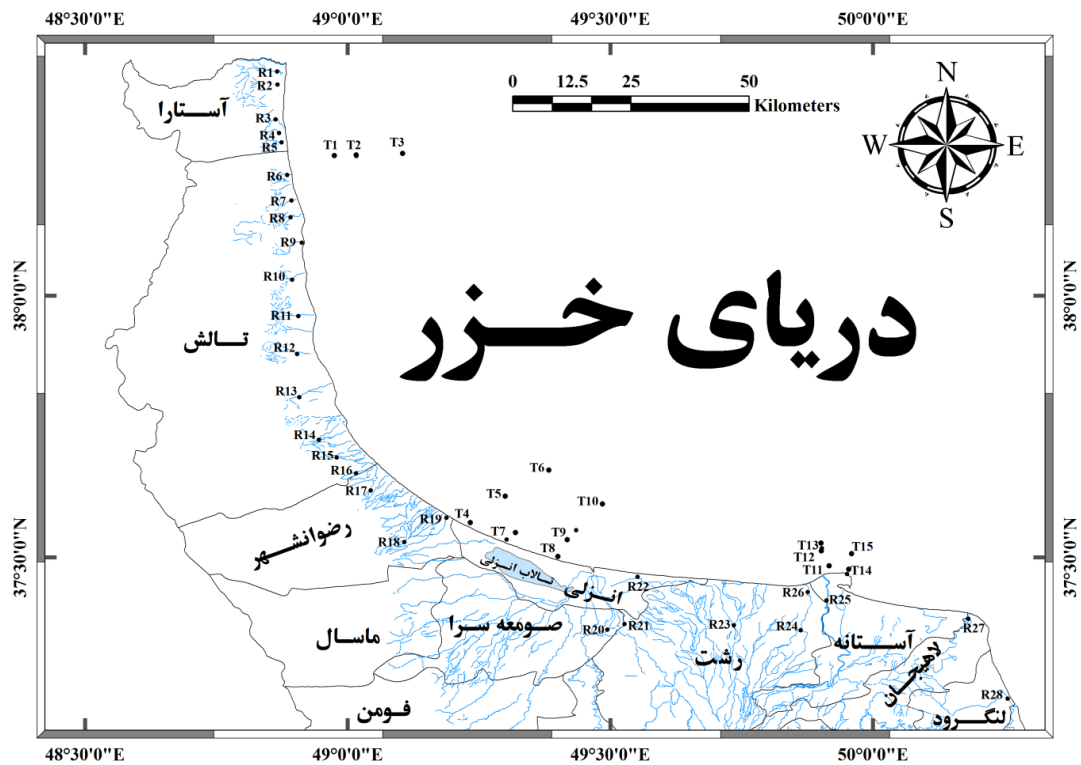 48°30'0"E 49°0'0"E 49°30'0"E 50°0'0"E
0 12.5 25 50
Kilometers
N
W E
S
38°0'0"N 38°0'0"N
37°30'0"N 37°30'0"N
R1
R2
آستارا
R3
R4
R5
T1 T2 T3
R6
R7
R8
R9
R10
R11
R12
تالش
دریای خزر
R13
R14
R15
R16
R17
R18
R19
رضوانشهر
T4
T5
T6
T7
T8
T9
T10
T13
T12
T11
T15
T14
تالاب انزلی
انزلی
R22
R26
R25
ماسال
صومعه سرا
R20
R21
R23
R24
رشت
آستانه
R27
لاهیجان
R28
لنگرود
فومن
48°30'0"E 49°0'0"E 49°30'0"E 50°0'0"E